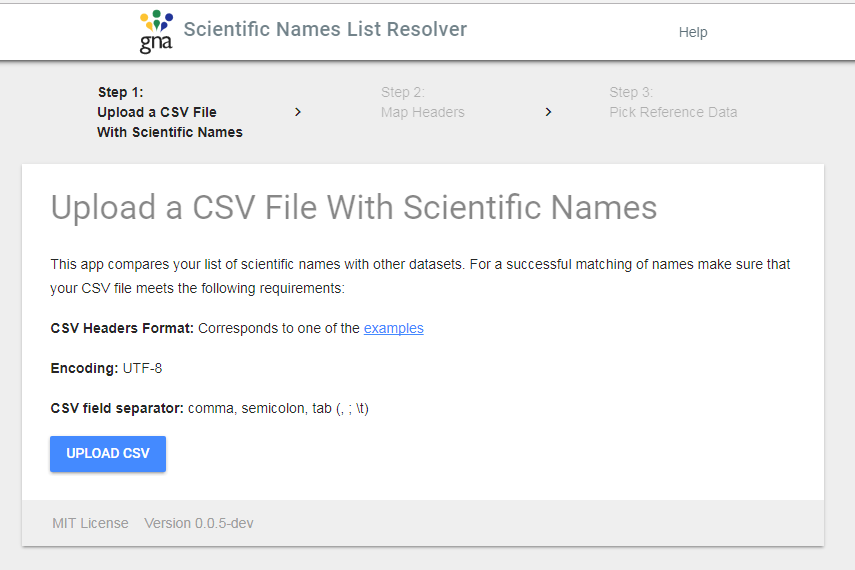 gna
Scientific Names List Resolver
Help
Step 1:
Upload a CSV File
With Scientific Names
>
Step 2:
Map Headers
>
Step 3:
Pick Reference Data
Upload a CSV File With Scientific Names
This app compares your list of scientific names with other datasets. For a successful matching of names make sure that
your CSV file meets the following requirements:
CSV Headers Format: Corresponds to one of the examples
Encoding: UTF-8
CSV field separator: comma, semicolon, tab (, ; \t)
UPLOAD CSV
MIT License Version 0.0.5-dev